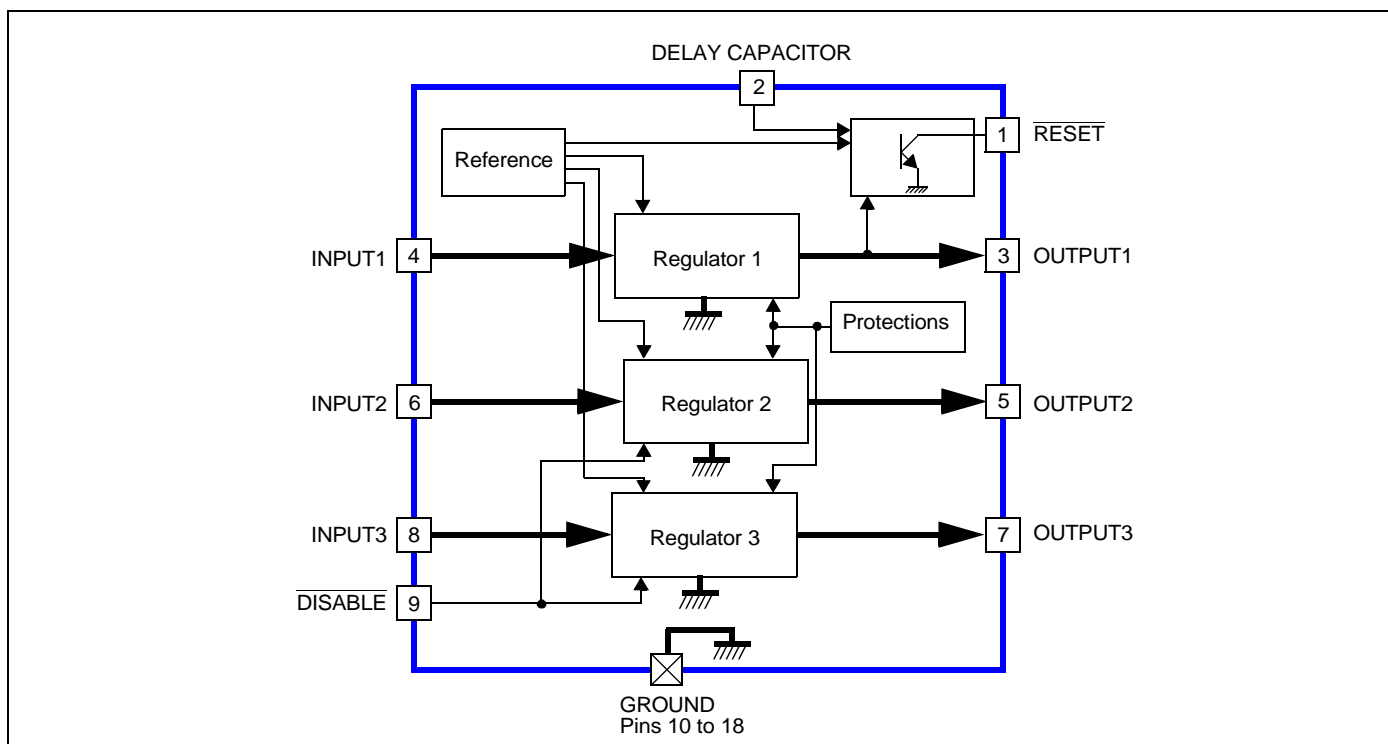 DELAY CAPACITOR
2
1
RESET
Reference
INPUT1
4
Regulator 1
3
OUTPUT1
Protections
INPUT2
6
Regulator 2
5
OUTPUT2
INPUT3
8
Regulator 3
7
OUTPUT3
DISABLE
9
GROUND
Pins 10 to 18